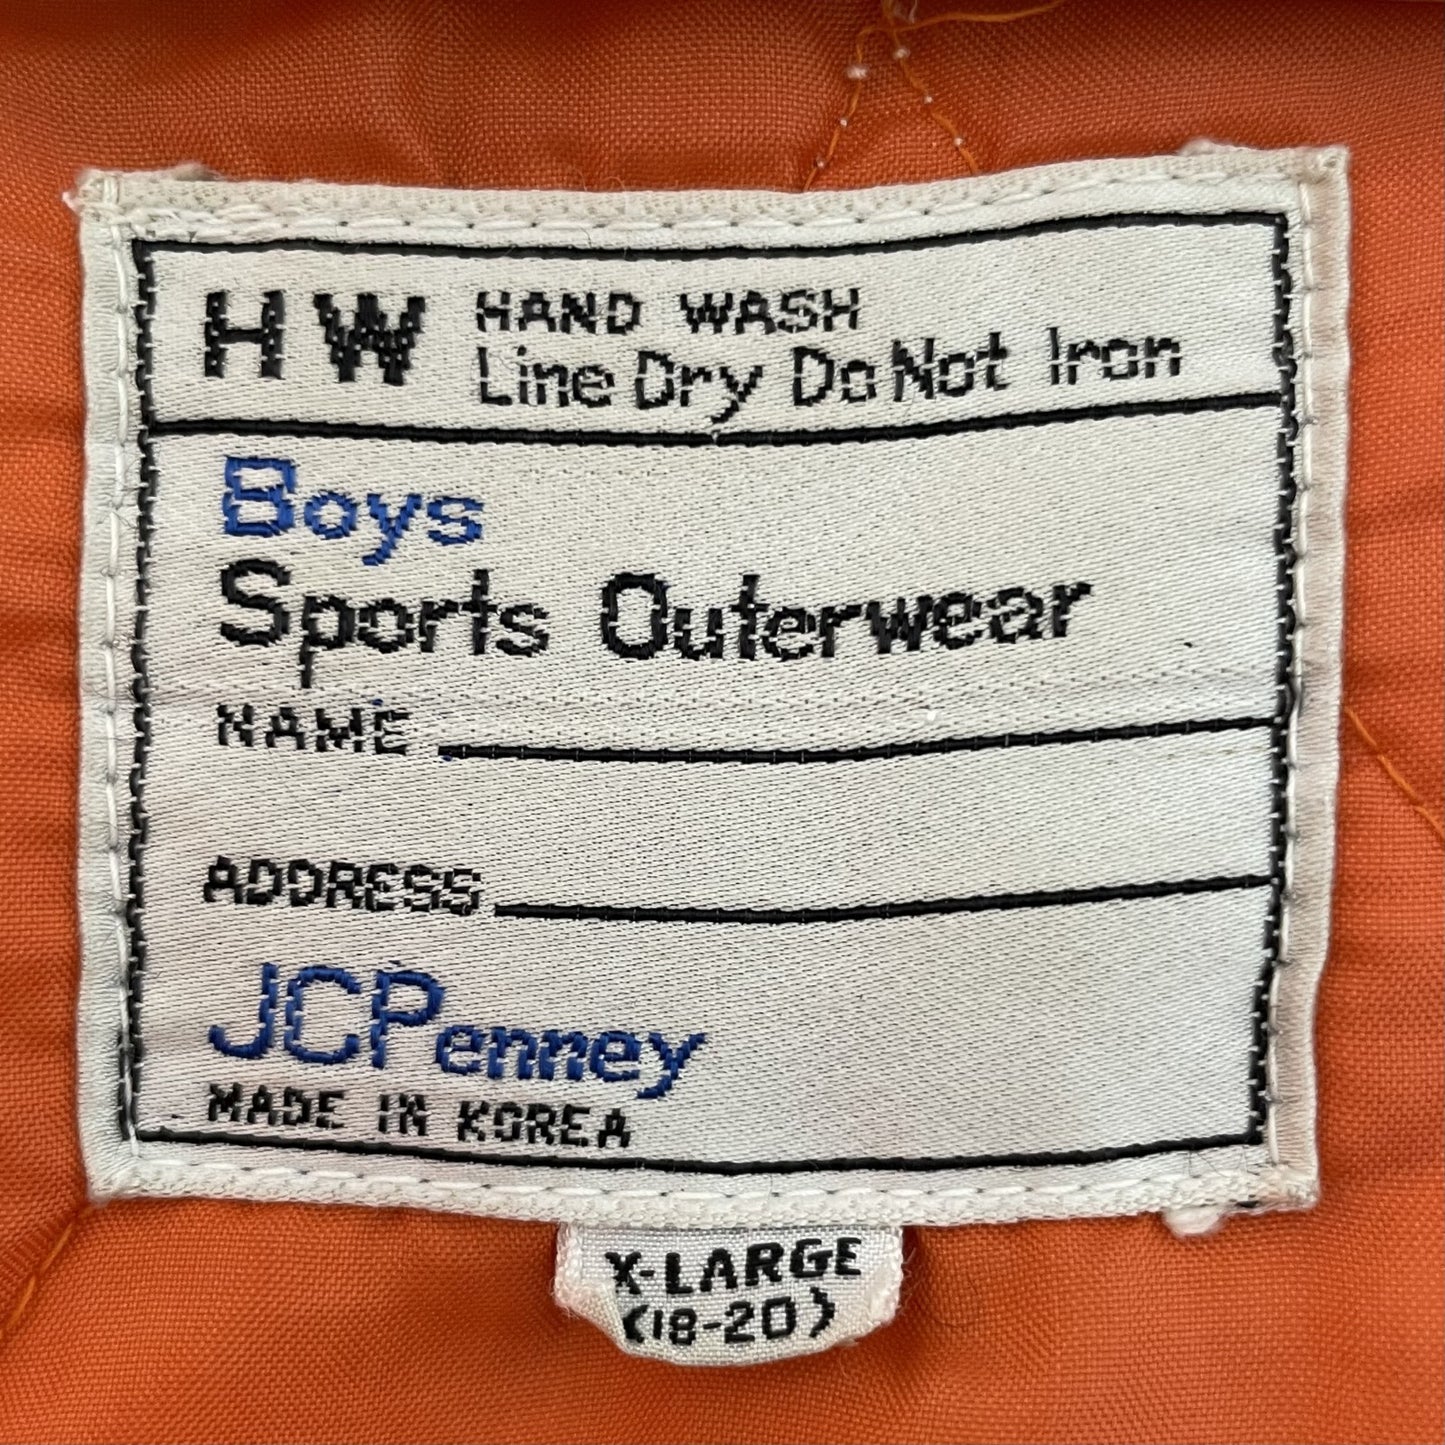 HW HAND WASH
Line Dry Do Not Iron
Boys
Sports Outerwear
NAME
ADDRESS
JCPenney
MADE IN KOREA
X-LARGE
(18-20)